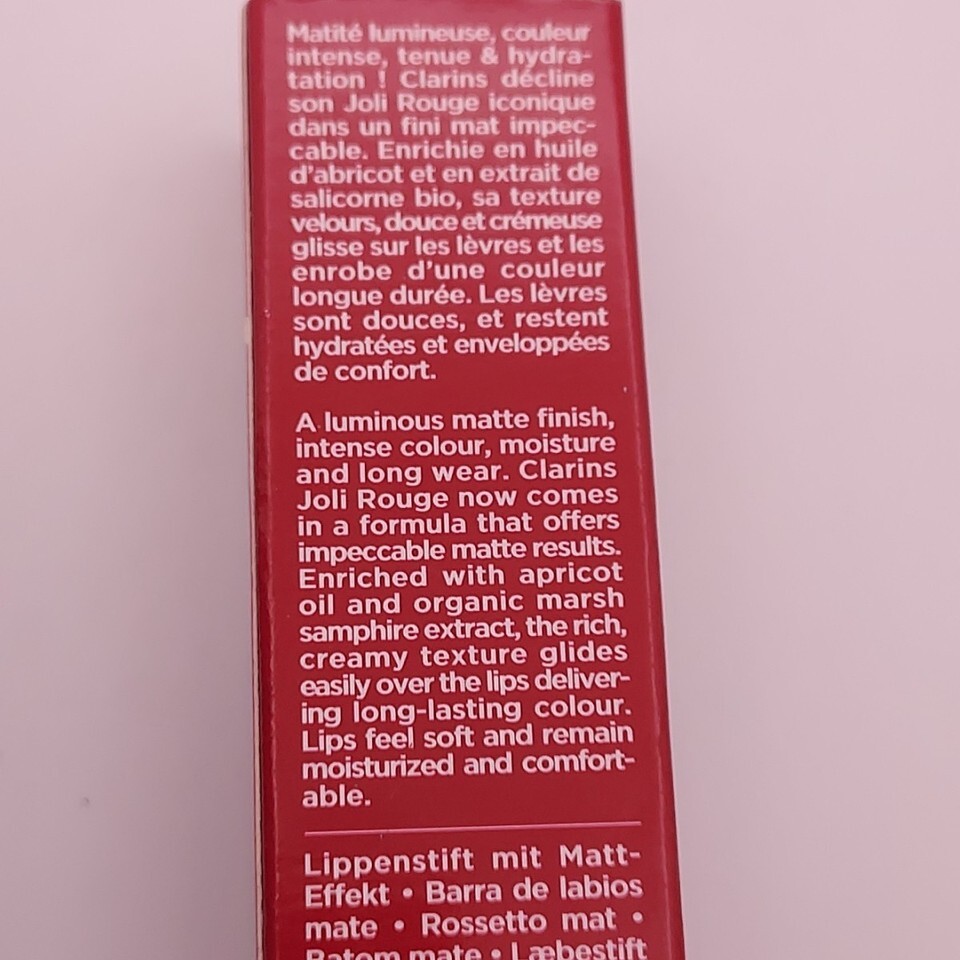 Matité lumineuse, couleur
intense, tenue & hydra-
tation ! Clarins décline
son Joli Rouge iconique
dans un fini mat impec-
cable. Enrichie en huile
d'abricot et en extrait de
salicorne bio, sa texture
velours, douce et crémeuse
glisse sur les lèvres et les
enrobe d'une couleur
longue durée. Les lèvres
sont douces, et restent
hydratées et enveloppées
de confort.
A luminous matte finish,
intense colour, moisture
and long wear. Clarins
Joli Rouge now comes
in a formula that offers
impeccable matte results.
Enriched with apricot
oil and organic marsh
samphire extract, the rich,
creamy texture glides
easily over the lips deliver-
ing long-lasting colour.
Lips feel soft and remain
moisturized and comfort-
able.
Lippenstift mit Matt-
Effekt • Barra de labios
mate • Rossetto mat •
Batom mate • Læbestift